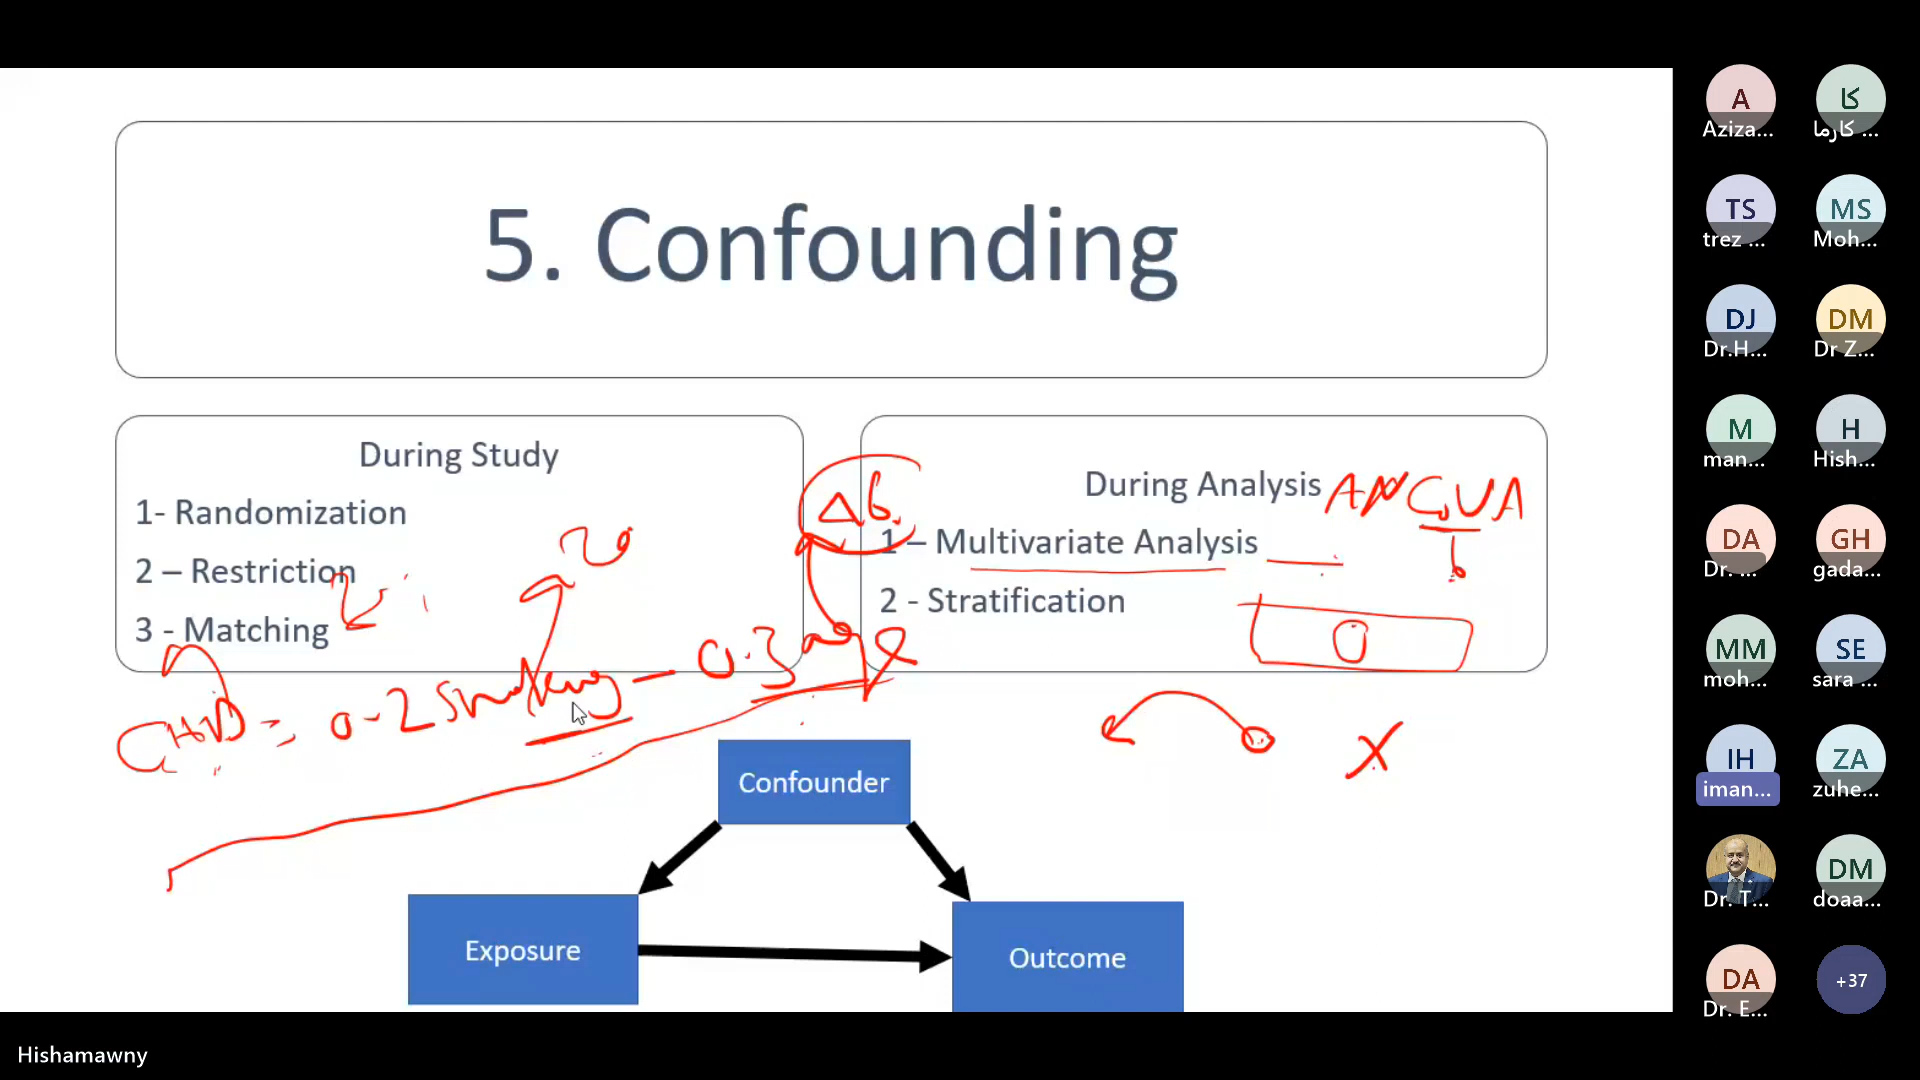 5. Confounding
During Study
1- Randomization
2 – Restriction
3 - Matching
During Analysis
ANCOVA
1 – Multivariate Analysis
2 - Stratification
CHD = 0.2 Smoking – 0.3
Confounder
Exposure
Outcome
A
Aziza...
كا
كارما ...
TS
trez ...
MS
Moh...
DJ
Dr.H...
DM
Dr Z...
M
man...
H
Hish...
DA
Dr. ...
GH
gada...
MM
moh...
SE
sara ...
IH
iman...
ZA
zuhe...
Dr. T...
DM
doaa...
DA
Dr. E...
+37
Hishamawny